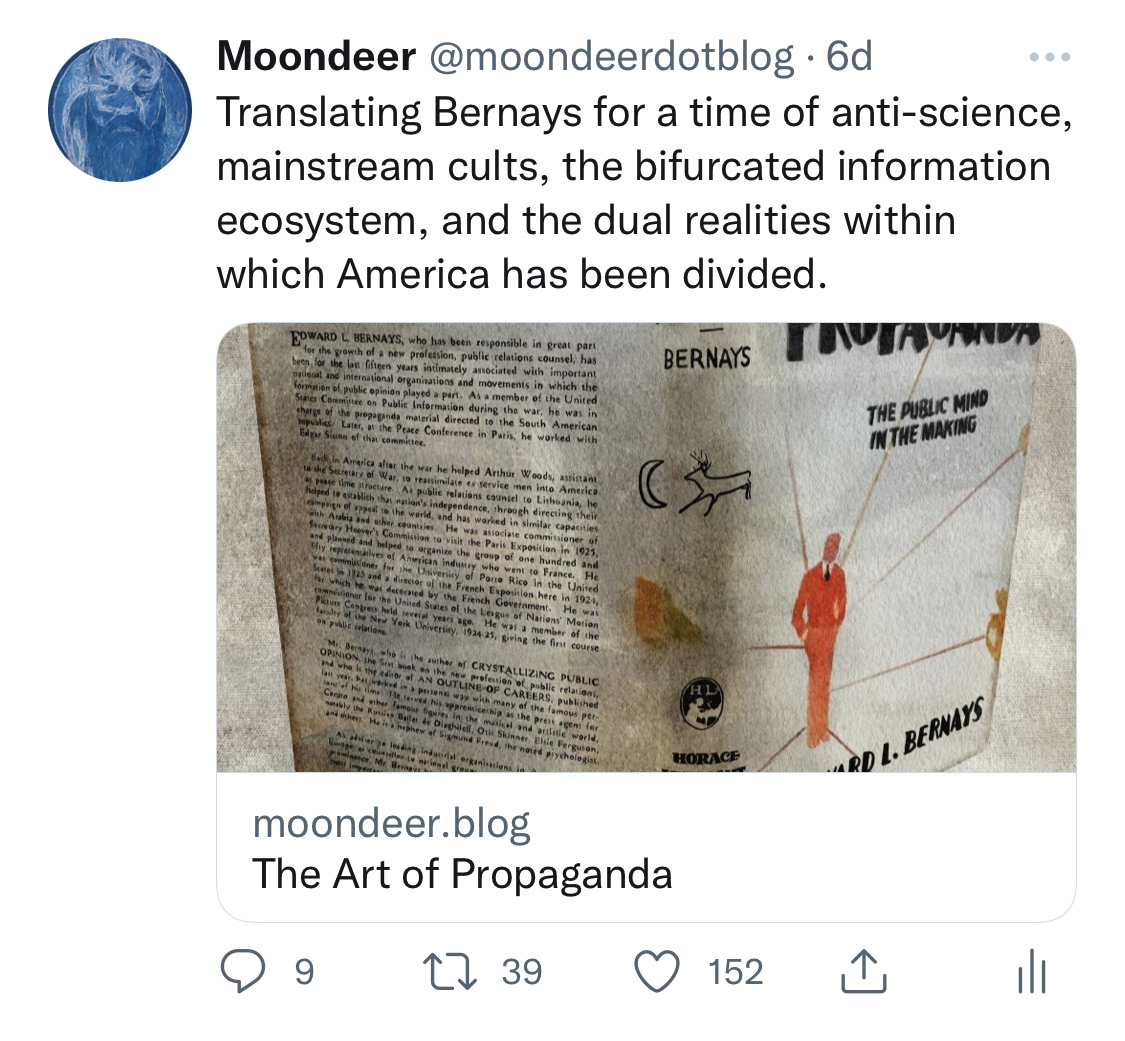 Moondeer @moondeerdotblog · 6d
Translating Bernays for a time of anti-science,
mainstream cults, the bifurcated information
ecosystem, and the dual realities within
which America has been divided.
EDWARD L. BERNAYS, who has been responsible in great part
for the growth of a new profession, public relations counsel, has
been for the last fifteen years intimately associated with important
national and international organizations and movements in which the
formation of public opinion played a part. As a member of the United
States Committee on Public Information during the war, he was in
charge of the propaganda material directed to the South American
republics. Later, at the Peace Conference in Paris, he worked with
Edgar Sisson of that committee.
Back in America after the war he helped Arthur Woods, assistant
to the Secretary of War, to reassimilate ex-service men into America
as peace time structure. As public relations counsel to Lithuania, he
helped to establish that nation's independence, through directing their
campaign of appeal to the world, and has worked in similar capacities
with Arabia and other countries. He was associate commissioner of
Secretary Hoover's Commission to visit the Paris Exposition in 1925,
and planned and helped to organize the group of one hundred and
fifty representatives of American industry who went to France. He
was commissioner for the University of Porto Rico in the United
States in 1923 and a director of the French Exposition here in 1924,
for which he was decorated by the French Government. He was
commissioner for the United States of the League of Nations' Motion
Picture Congress held several years ago. He was a member of the
faculty of the New York University, 1924-25, giving the first course
on public relations.
Mr. Bernays, who is the author of CRYSTALLIZING PUBLIC
OPINION, the first book on the new profession of public relations,
and who is the editor of AN OUTLINE OF CAREERS, published
last year, has worked in a personal way with many of the famous per-
sons of his time. He served his apprenticeship as the press agent for
Caruso and other famous figures in the musical and artistic world,
notably the Russian Ballet de Diaghileff, Otis Skinner, Elsie Ferguson,
and others. He is a nephew of Sigmund Freud, the noted psychologist.
As adviser to leading industrial organisations in
Europe as counsellor to national
Mr. Bernays
BERNAYS
HL
HORACE
PROPAGANDA
THE PUBLIC MIND
IN THE MAKING
WARD L. BERNAYS
moondeer.blog
The Art of Propaganda
9 39 152